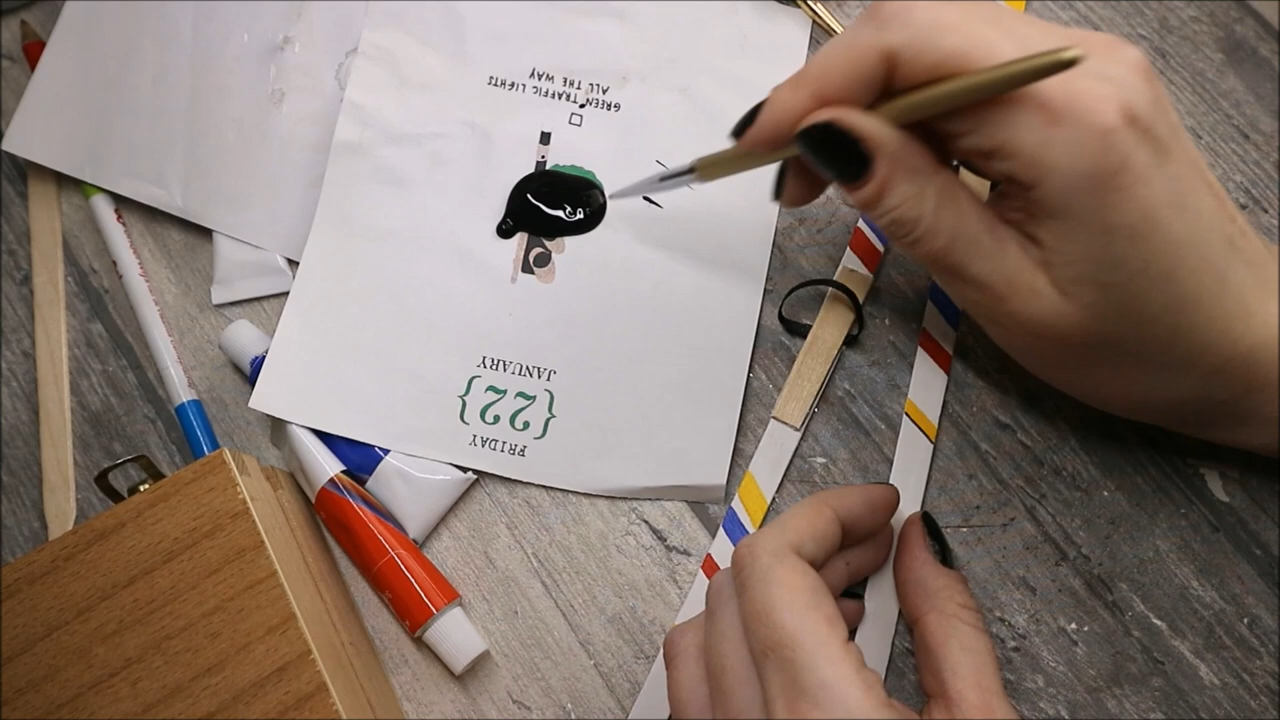 FRIDAY
{22}
JANUARY
GREEN TRAFFIC LIGHTS
ALL THE WAY